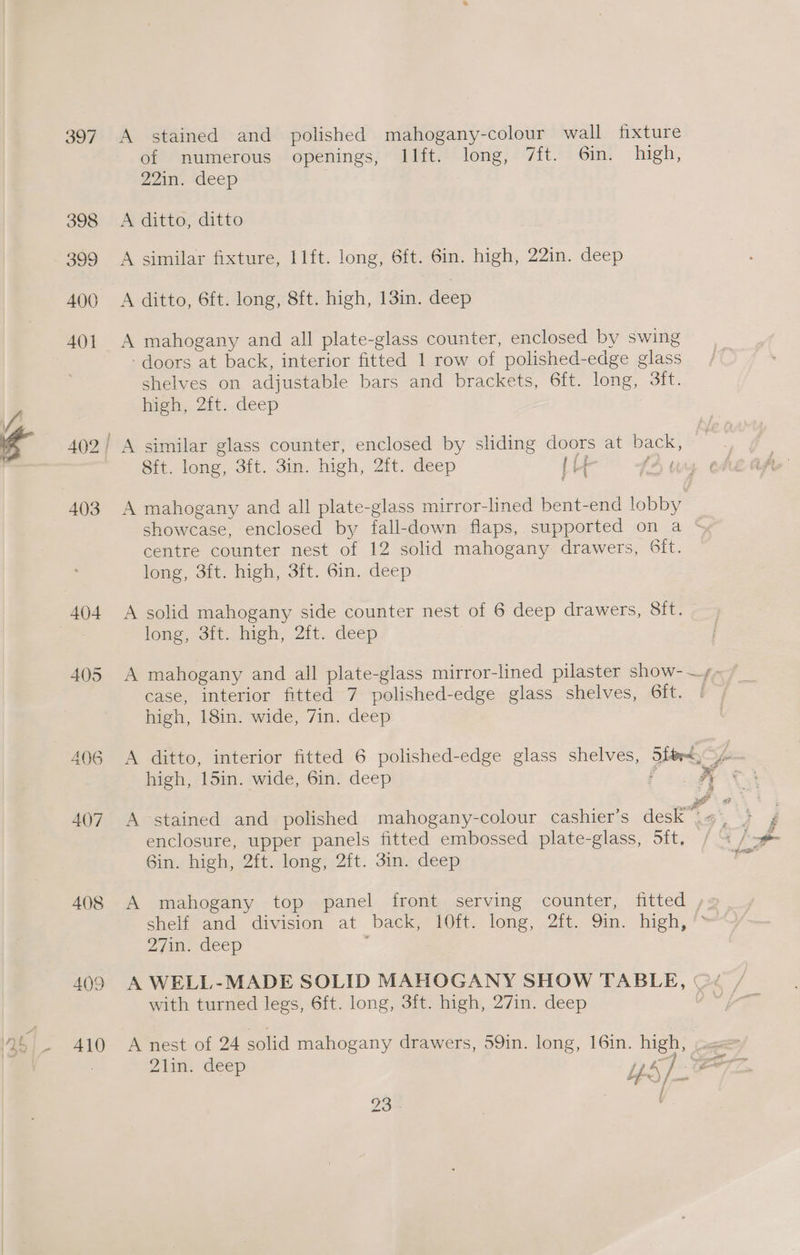 397 A stained and polished mahogany-colour wall fixture
of numerous openings, 11ft. long, 7ft. 6in. high,
22in. deep
398 A ditto, ditto
399 A similar fixture, 11ft. long, 6ft. 6in. high, 22in. deep
400 A ditto, 6ft. long, 8ft. high, 13in. deep
401 A mahogany and all plate-glass counter, enclosed by swing
doors at back, interior fitted 1 row of polished-edge glass
shelves on adjustable bars and brackets, 6ft. long, 3ft.
high, 2ft. deep
402 A similar glass counter, enclosed by sliding doors at back,
8ft. long, 3ft. 3in. high, 2ft. deep
403 A mahogany and all plate-glass mirror-lined bent-end lobby
showcase, enclosed by fall-down flaps, supported on a
centre counter nest of 12 solid mahogany drawers, 6ft.
long, 3ft. high, 3ft. 6in. deep
404 A solid mahogany side counter nest of 6 deep drawers, 8ft.
long, 3ft. high, 2ft. deep
405 A mahogany and all plate-glass mirror-lined pilaster show-
case, interior fitted 7 polished-edge glass shelves, 6ft.
high, 18in. wide, 7in. deep
406 A ditto, interior fitted 6 polished-edge glass shelves,
high, 15in. wide, 6in. deep
407 A stained and polished mahogany-colour cashier's desk
enclosure, upper panels fitted embossed plate-glass, 5ft.
6in. high, 2ft. long, 2ft. 3in. deep
408 A mahogany top panel front serving counter, fitted
shelf and division at back, 10ft. long, 2ft. 9in. high,
27in. deep
409 A WELL-MADE SOLID MAHOGANY SHOW TABLE,
with turned legs, 6ft. long, 3ft. high, 27in. deep
410 A nest of 24 solid mahogany drawers, 59in. long, 16in. high,
21in. deep 45/-
23